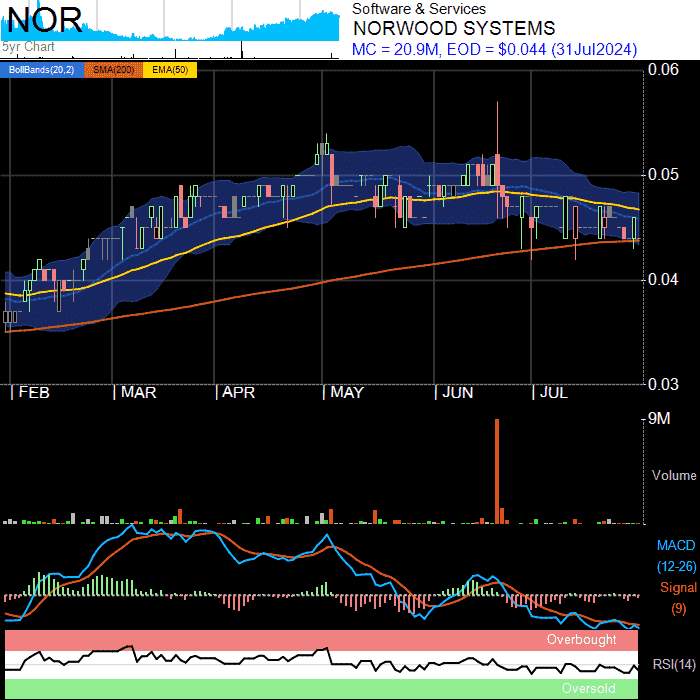 NOR
Software & Services
NORWOOD SYSTEMS
5yr Chart
MC = 20.9M, EOD = $0.044 (31Jul2024)
BollBands(20,2) SMA(200) EMA(50)
0.06
0.05
0.04
0.03
FEB MAR APR MAY JUN JUL
9M
Volume
MACD
(12-26)
Signal
(9)
Overbought
RSI(14)
Oversold